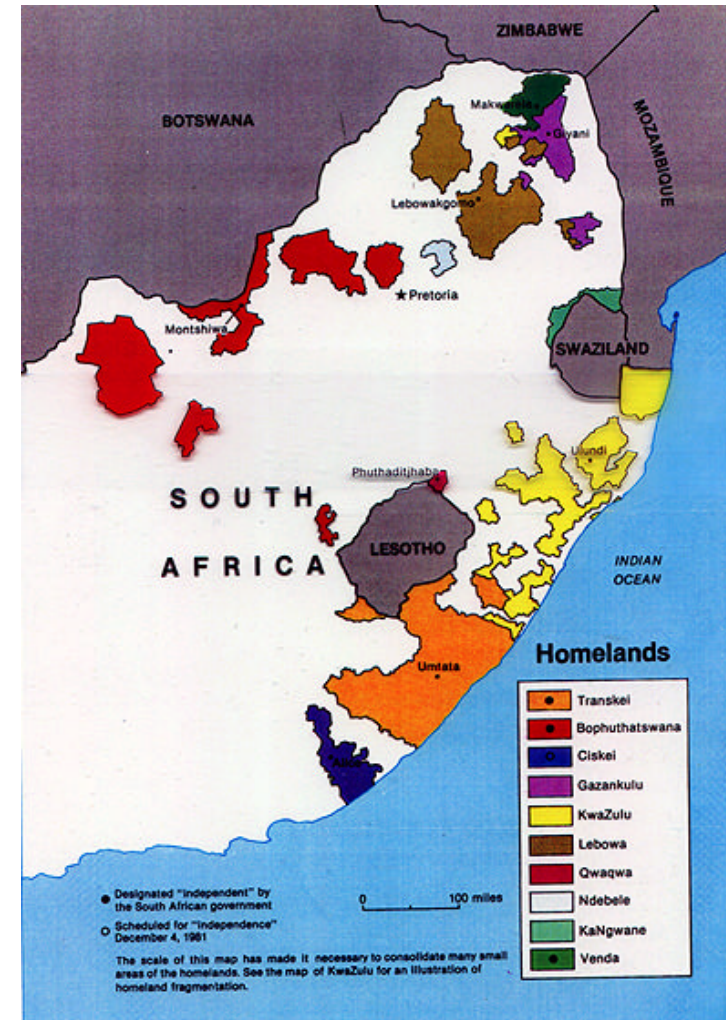 ZIMBABWE
BOTSWANA
MOZAMBIQUE
Makwarela
Giyani
Lebowakgomo
Pretoria
Montshiwa
SWAZILAND
Ulundi
Phuthaditjhaba
SOUTH
AFRICA
LESOTHO
INDIAN
OCEAN
Umtata
Alice
Homelands
Transkei
Bophuthatswana
Ciskei
Gazankulu
KwaZulu
Lebowa
Qwaqwa
Ndebele
KaNgwane
Venda
Designated "independent" by
the South African government
Scheduled for "independence"
December 4, 1981
0 100 miles
The scale of this map has made it necessary to consolidate many small
areas of the homelands. See the map of KwaZulu for an illustration of
homeland fragmentation.